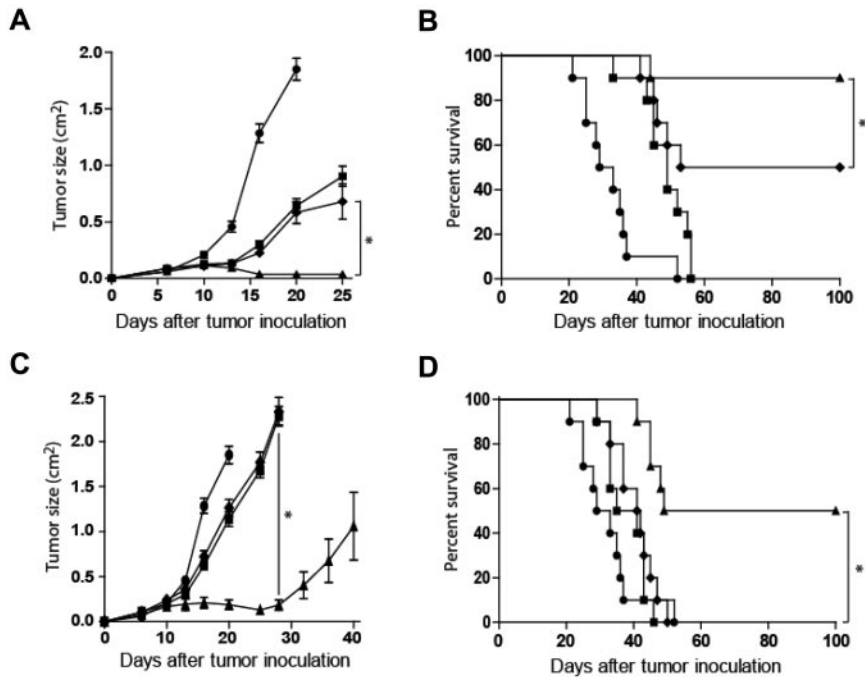 A
Tumor size (cm²)
2.0
1.5
1.0
0.5
0.0
*
0 5 10 15 20 25
Days after tumor inoculation
B
Percent survival
100
80
60
40
20
0
*
0 20 40 60 80 100
Days after tumor inoculation
C
Tumor size (cm²)
2.5
2.0
1.5
1.0
0.5
0.0
*
0 10 20 30 40
Days after tumor inoculation
D
Percent survival
100
80
60
40
20
0
*
0 20 40 60 80 100
Days after tumor inoculation